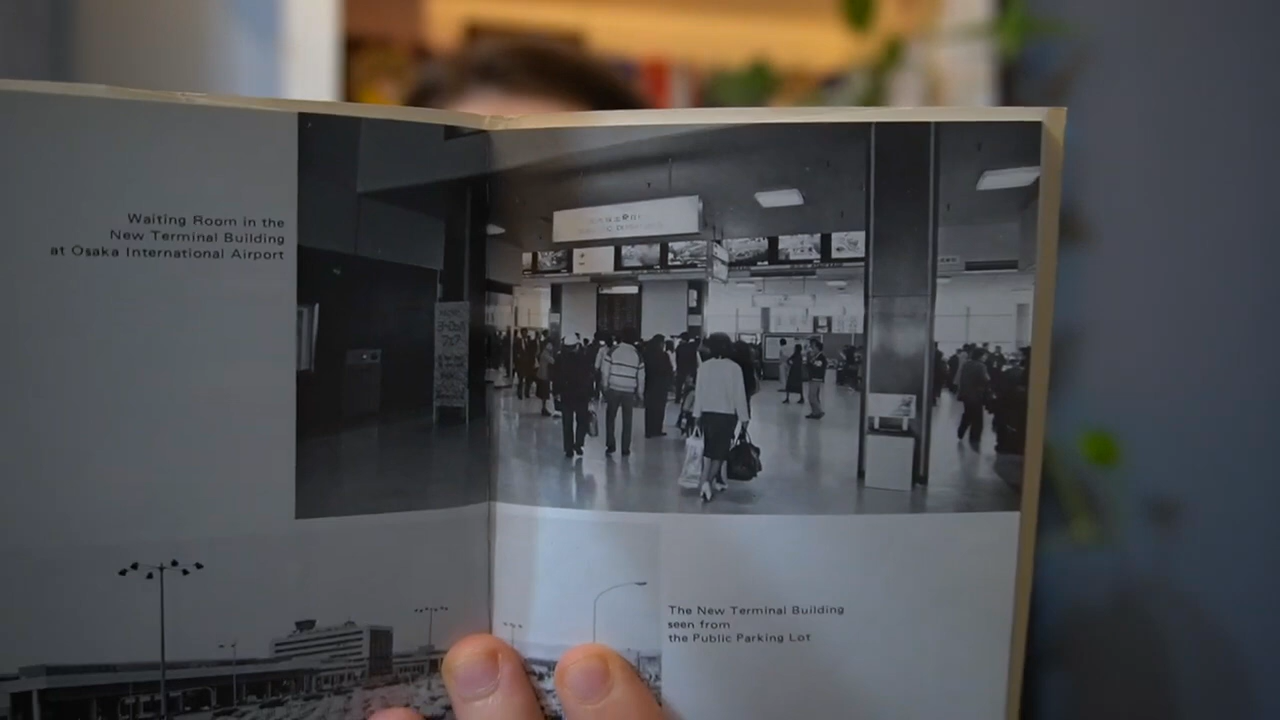 Waiting Room in the
New Terminal Building
at Osaka International Airport
The New Terminal Building
seen from
the Public Parking Lot